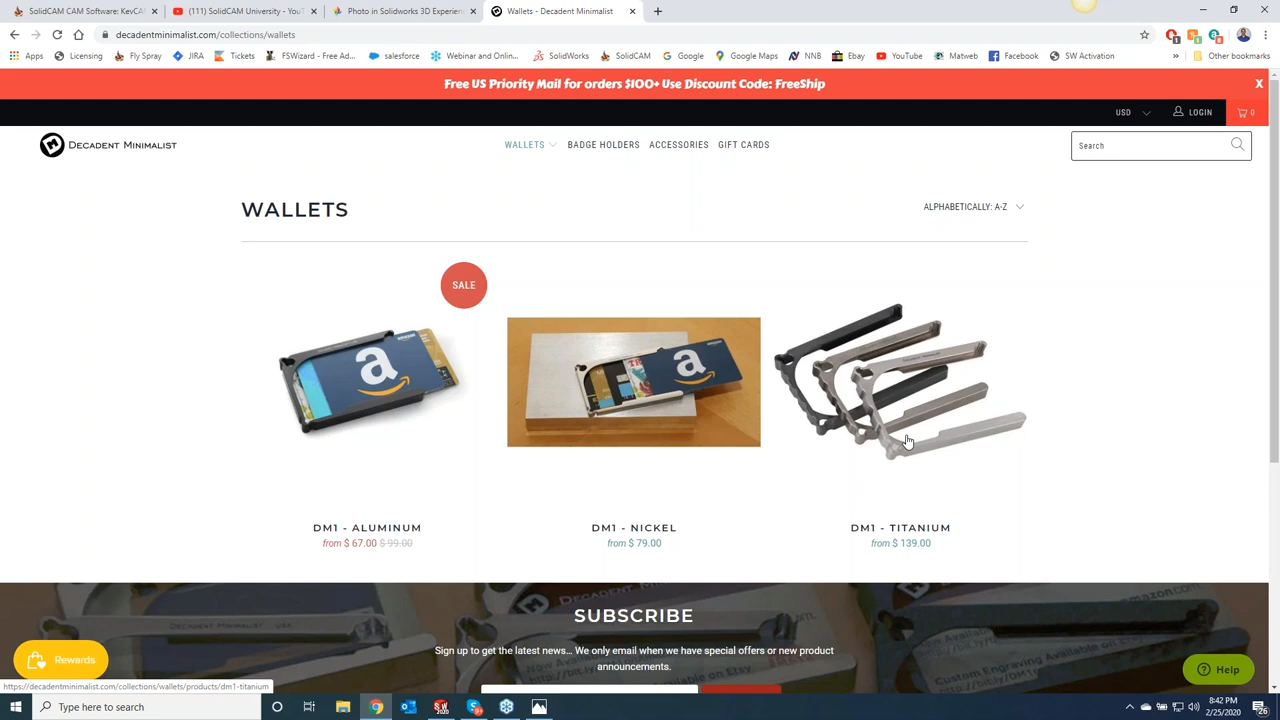 SolidCAM CAM Software: KevCA
(111) SolidCAM University - YouT
Photo in Solidworks 3D Experien
Wallets - Decadent Minimalist
decadentminimalist.com/collections/wallets
Apps
Licensing
Fly Spray
JIRA
Tickets
FSWizard - Free Ad...
salesforce
Webinar and Onlin...
SolidWorks
SolidCAM
Google
Google Maps
NNB
Ebay
YouTube
Matweb
Facebook
SW Activation
»
Other bookmarks
Free US Priority Mail for orders $100+ Use Discount Code: FreeShip
X
USD
LOGIN
0
DECADENT MINIMALIST
WALLETS
BADGE HOLDERS
ACCESSORIES
GIFT CARDS
Search
WALLETS
ALPHABETICALLY: A-Z
SALE
a
a
DM1 - ALUMINUM
DM1 - NICKEL
DM1 - TITANIUM
from $ 67.00 $ 99.00
from $ 79.00
from $ 139.00
SUBSCRIBE
DECADENT MINIMALIST USA
Sign up to get the latest news... We only email when we have special offers or new product
announcements.
Rewards
Help
https://decadentminimalist.com/collections/wallets/products/dm1-titanium
Type here to search
8:42 PM
2/25/2020
26